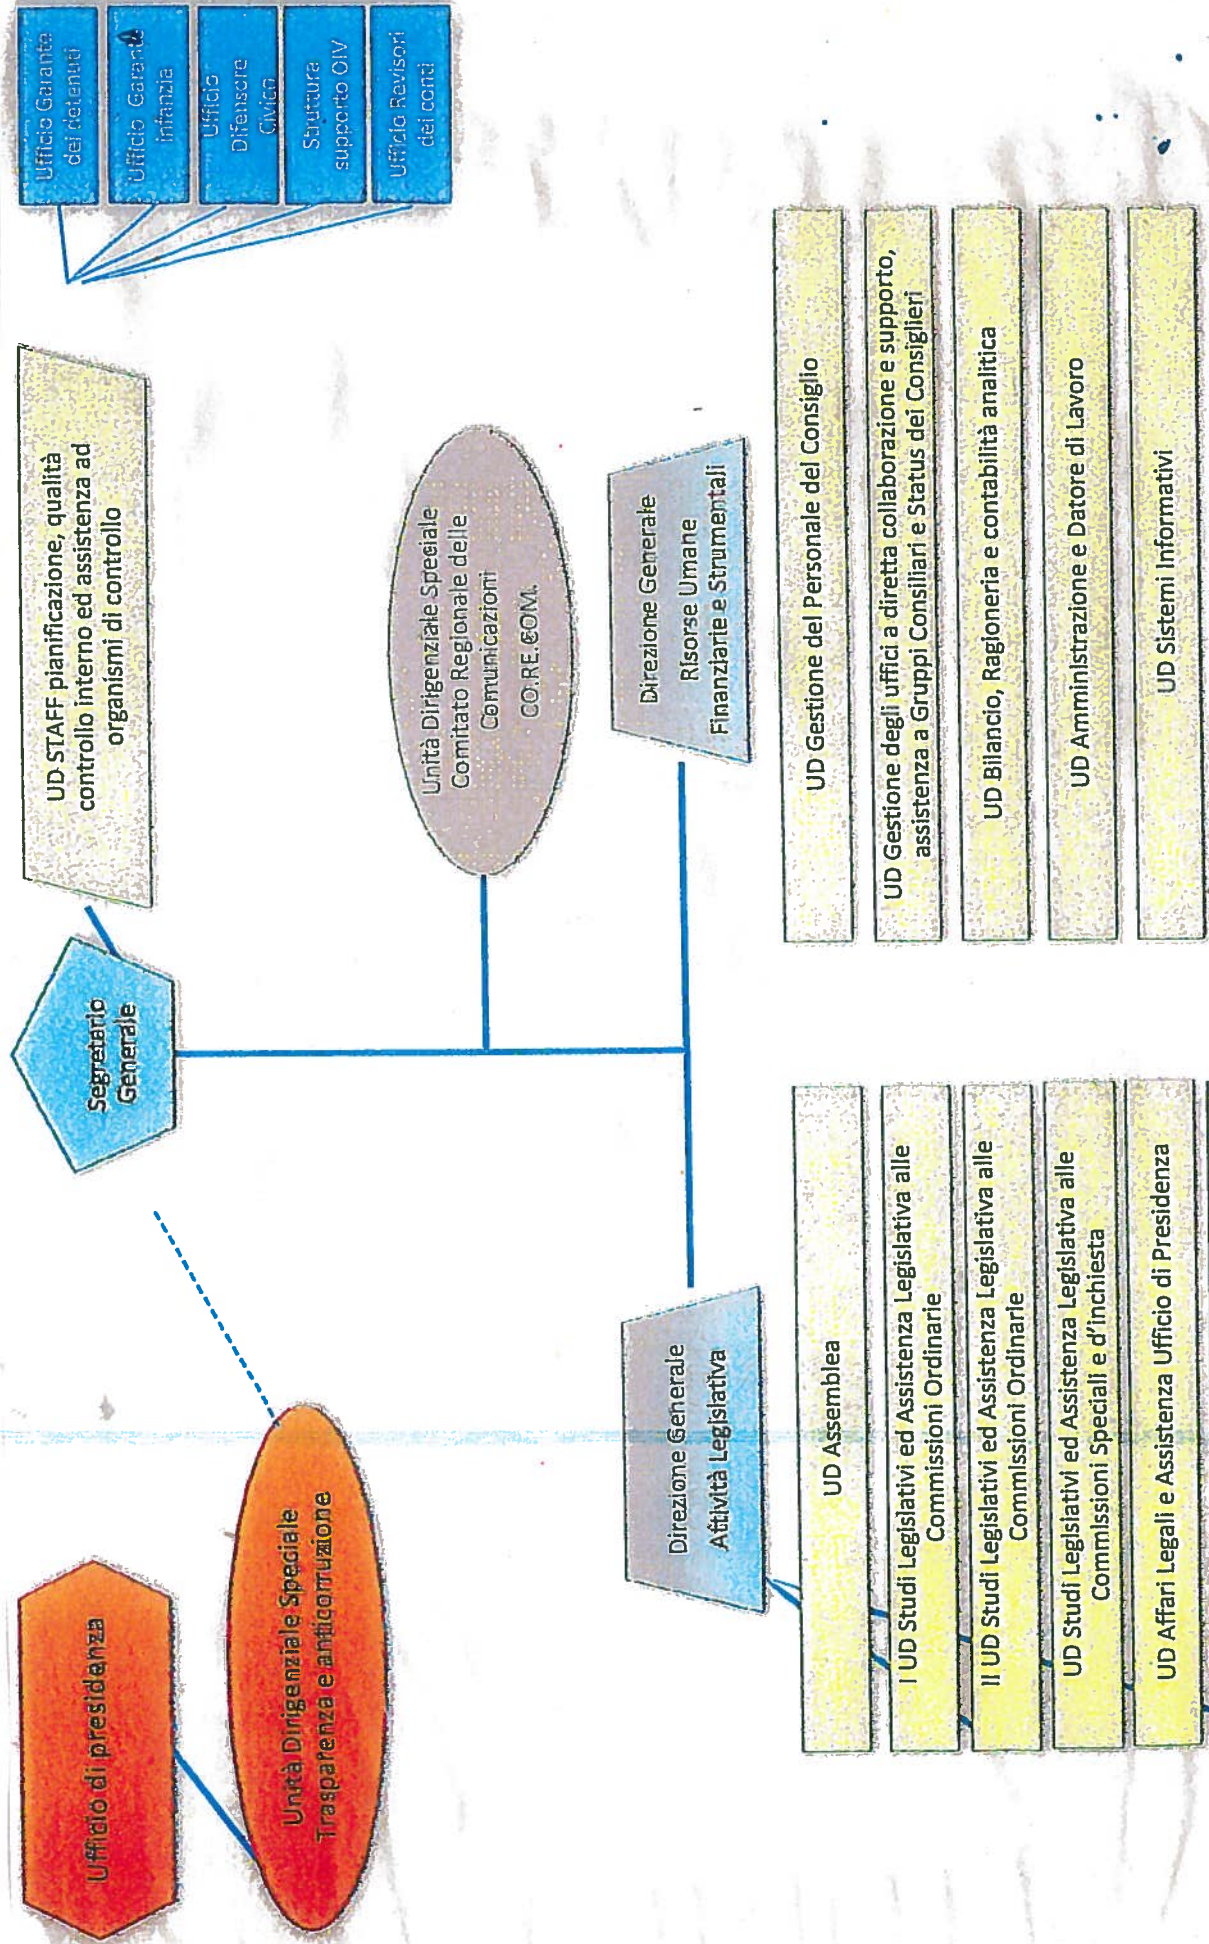 Ufficio di presidenza
Unità Dirigenziale Speciale
Trasparenza e anticorruzione
Segretario
Generale
UD STAFF pianificazione, qualità
controllo interno ed assistenza ad
organismi di controllo
Ufficio Garante
dei detenuti
Ufficio Garante
infanzia
Ufficio
Difensore
Civico
Struttura
supporto OIV
Ufficio Revisori
dei conti
Unità Dirigenziale Speciale
Comitato Regionale delle
Comunicazioni
CO.RE.COM.
Direzione Generale
Attività Legislativa
Direzione Generale
Risorse Umane
Finanziarie e Strumentali
UD Assemblea
I UD Studi Legislativi ed Assistenza Legislativa alle
Commissioni Ordinarie
II UD Studi Legislativi ed Assistenza Legislativa alle
Commissioni Ordinarie
UD Studi Legislativi ed Assistenza Legislativa alle
Commissioni Speciali e d'inchiesta
UD Affari Legali e Assistenza Ufficio di Presidenza
UD Gestione del Personale del Consiglio
UD Gestione degli uffici a diretta collaborazione e supporto,
assistenza a Gruppi Consiliari e Status dei Consiglieri
UD Bilancio, Ragioneria e contabilità analitica
UD Amministrazione e Datore di Lavoro
UD Sistemi Informativi